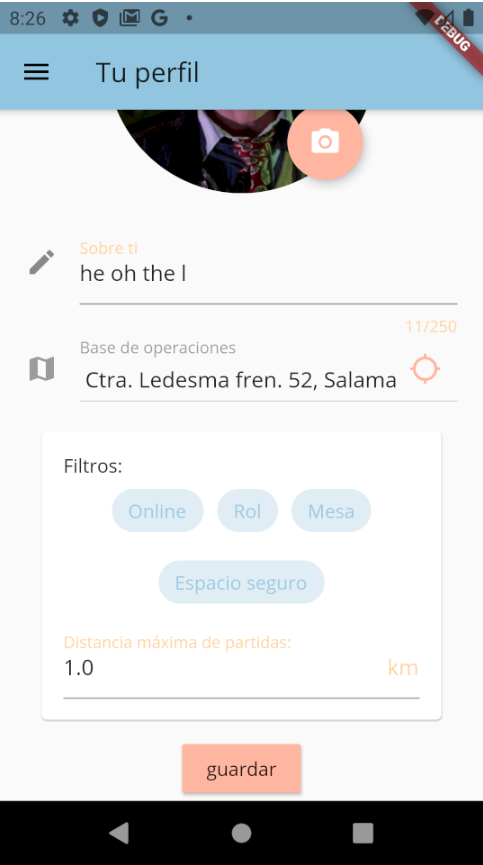 8:26
DEBUG
Tu perfil
Sobre ti
he oh the l
11/250
Base de operaciones
Ctra. Ledesma fren. 52, Salama
Filtros:
Online Rol Mesa
Espacio seguro
Distancia máxima de partidas:
1.0 km
guardar